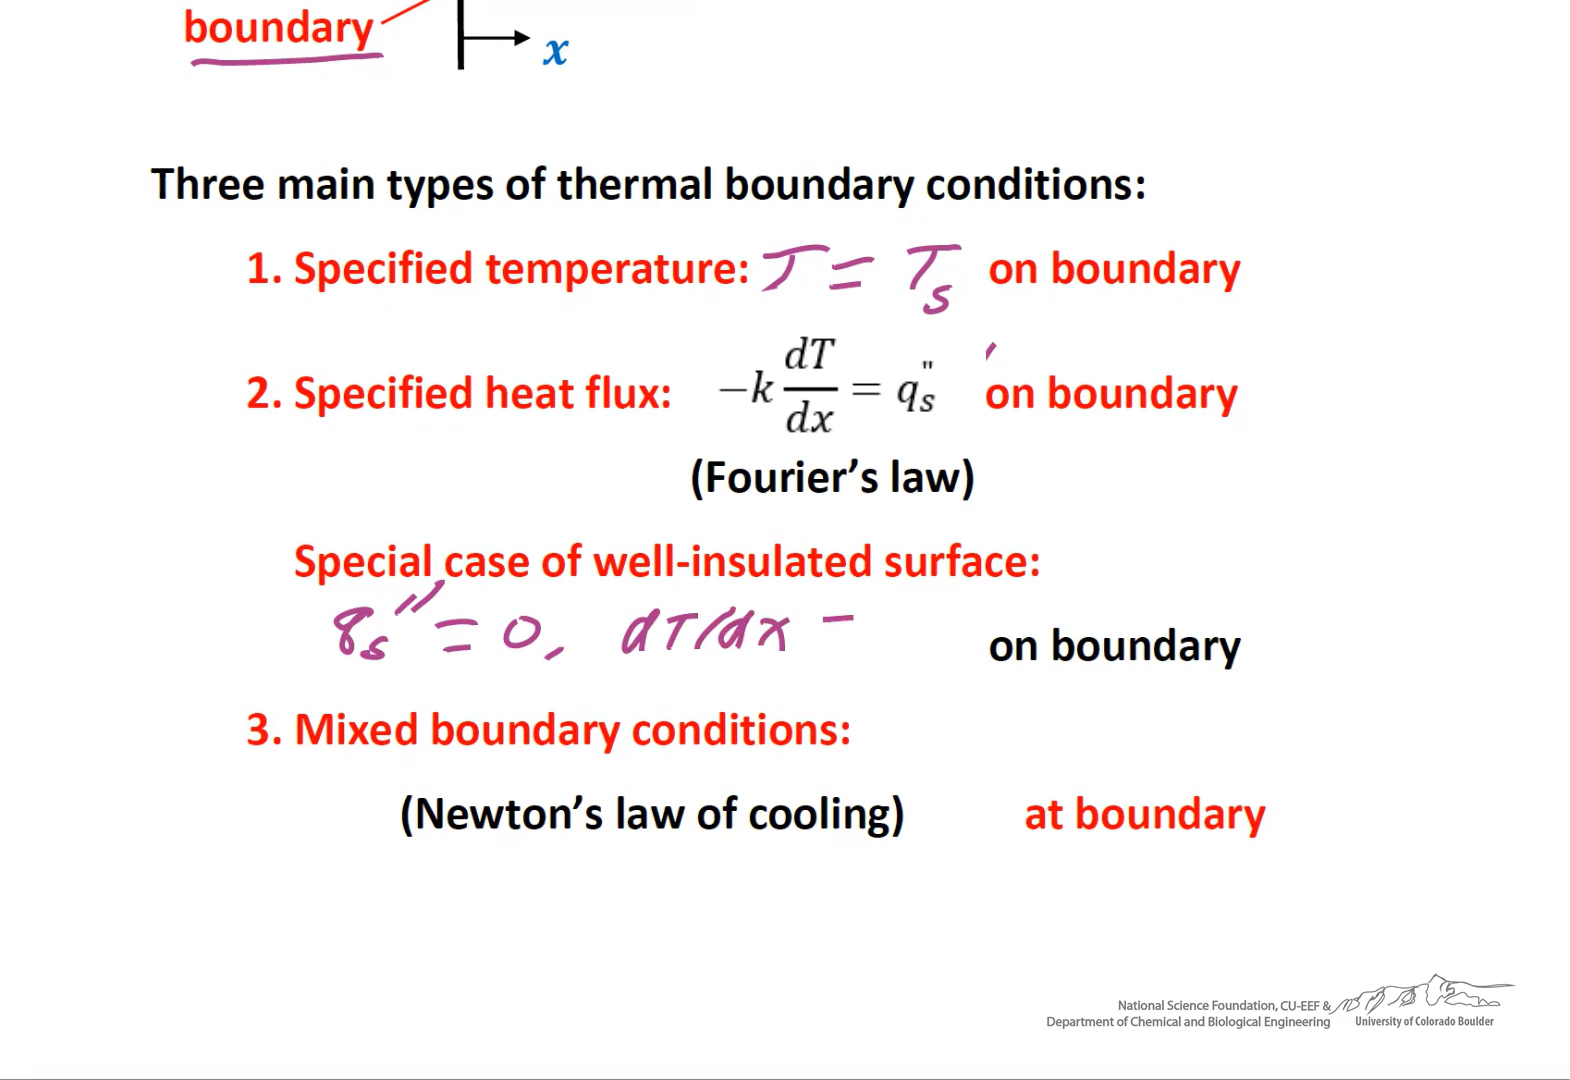 boundary
x
Three main types of thermal boundary conditions:
1. Specified temperature: T = Ts on boundary
2. Specified heat flux: −k dT/dx = qs" on boundary
(Fourier’s law)
Special case of well-insulated surface:
qs" = 0, dT/dx − on boundary
3. Mixed boundary conditions:
(Newton’s law of cooling) at boundary
National Science Foundation, CU-EEF &
Department of Chemical and Biological Engineering
University of Colorado Boulder